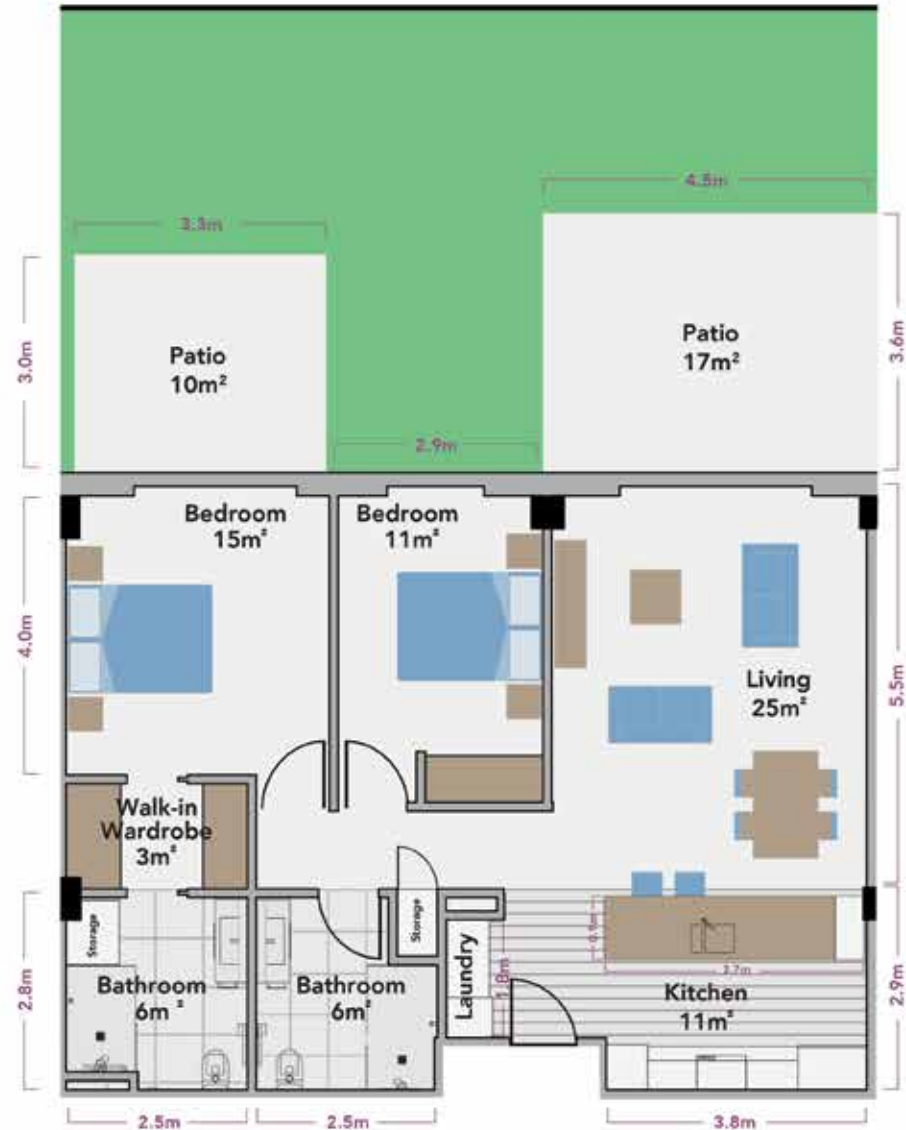 4.5m
3.3m
3.0m
Patio
10m²
Patio
17m²
3.6m
2.9m
Bedroom
15m²
Bedroom
11m²
4.0m
Living
25m²
5.5m
Walk-in
Wardrobe
3m²
Storage
Storage
2.7m
Laundry
1.8m
Bathroom
6m²
Bathroom
6m²
Kitchen
11m²
2.8m
2.9m
2.5m
2.5m
3.8m